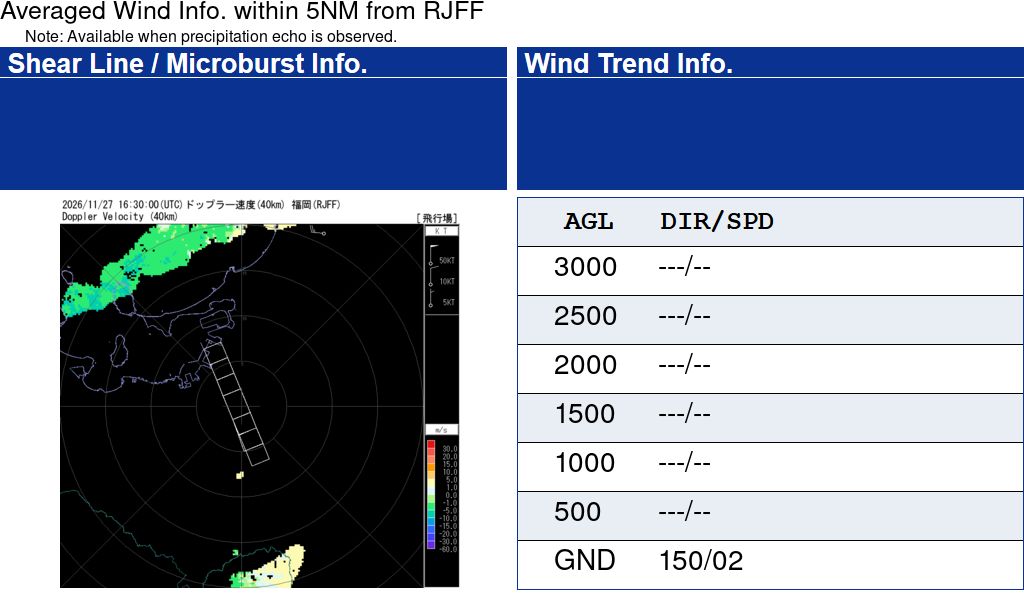 Averaged Wind Info. within 5NM from RJFF
Note: Available when precipitation echo is observed.
Shear Line / Microburst Info.
Wind Trend Info.
2026/11/27 16:30:00(UTC) ドップラー速度(40km) 福岡(RJFF)
Doppler Velocity (40km)
[飛行場]
KT
50KT
10KT
5KT
m/s
30.0
20.0
15.0
10.0
5.0
1.0
0.0
-1.0
-5.0
-10.0
-15.0
-20.0
-30.0
-60.0
AGL DIR/SPD
3000 ---/--
2500 ---/--
2000 ---/--
1500 ---/--
1000 ---/--
500 ---/--
GND 150/02